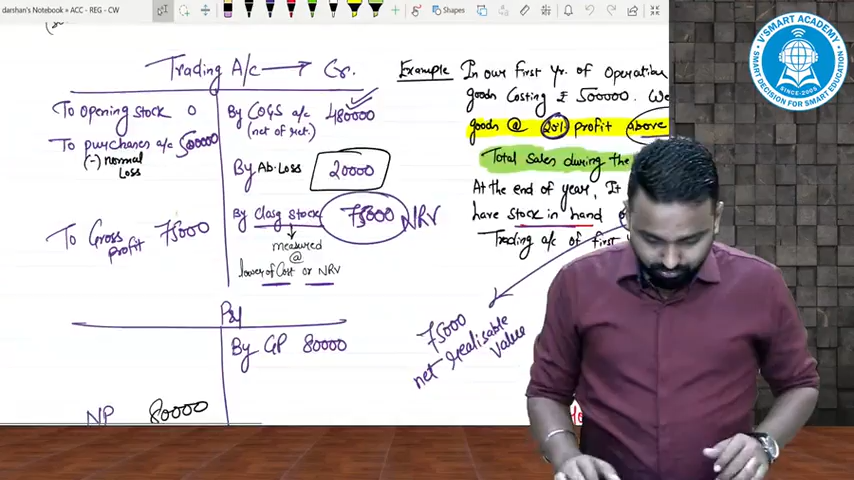 darshan's Notebook » ACC - REG - CW
Shapes
Trading A/c → Cr.
To opening stock 0
By COGS a/c 480000
(net of ret.)
To purchases a/c 500000
(-) normal
Loss
By Ab. Loss 20000
By Closg stock 75000 NRV
↓
measured
@
lower of Cost or NRV
To Gross
profit 75000
P&L
By GP 80000
NP 80000
Example In our first Yr. of Operation
goods Costing ₹ 500000. We
goods @ 20% profit above
Total Sales during the
At the end of year, It
have stock in hand
Trading a/c of first
75000
net realisable
value
V'SMART ACADEMY
SINCE-2005
SMART DECISION FOR SMART EDUCATION